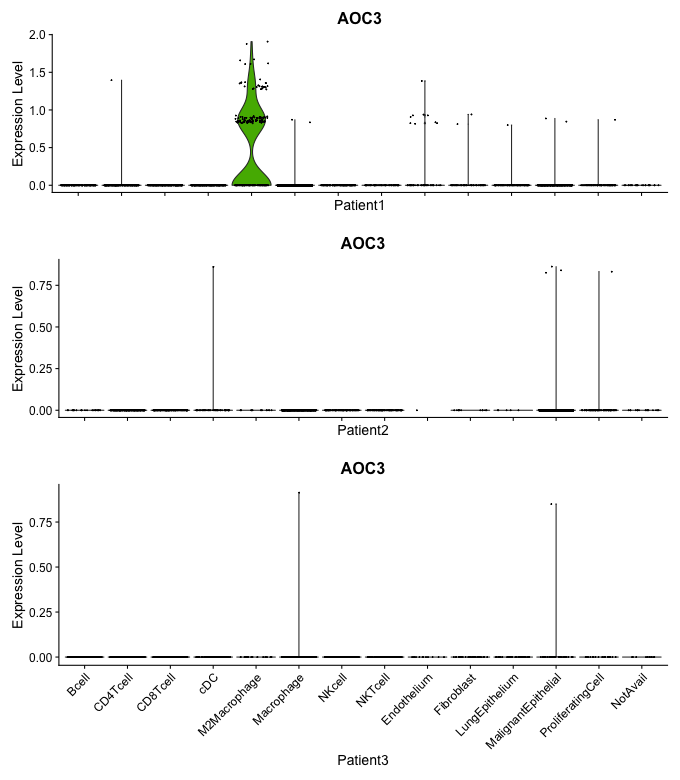 AOC3
Expression Level
2.0
1.5
1.0
0.5
0.0
Patient1
AOC3
Expression Level
0.75
0.50
0.25
0.00
Patient2
AOC3
Expression Level
0.75
0.50
0.25
0.00
Bcell
CD4Tcell
CD8Tcell
cDC
M2Macrophage
Macrophage
NKcell
NKTcell
Endothelium
Fibroblast
LungEpithelium
MalignantEpithelial
ProliferatingCell
NotAvail
Patient3